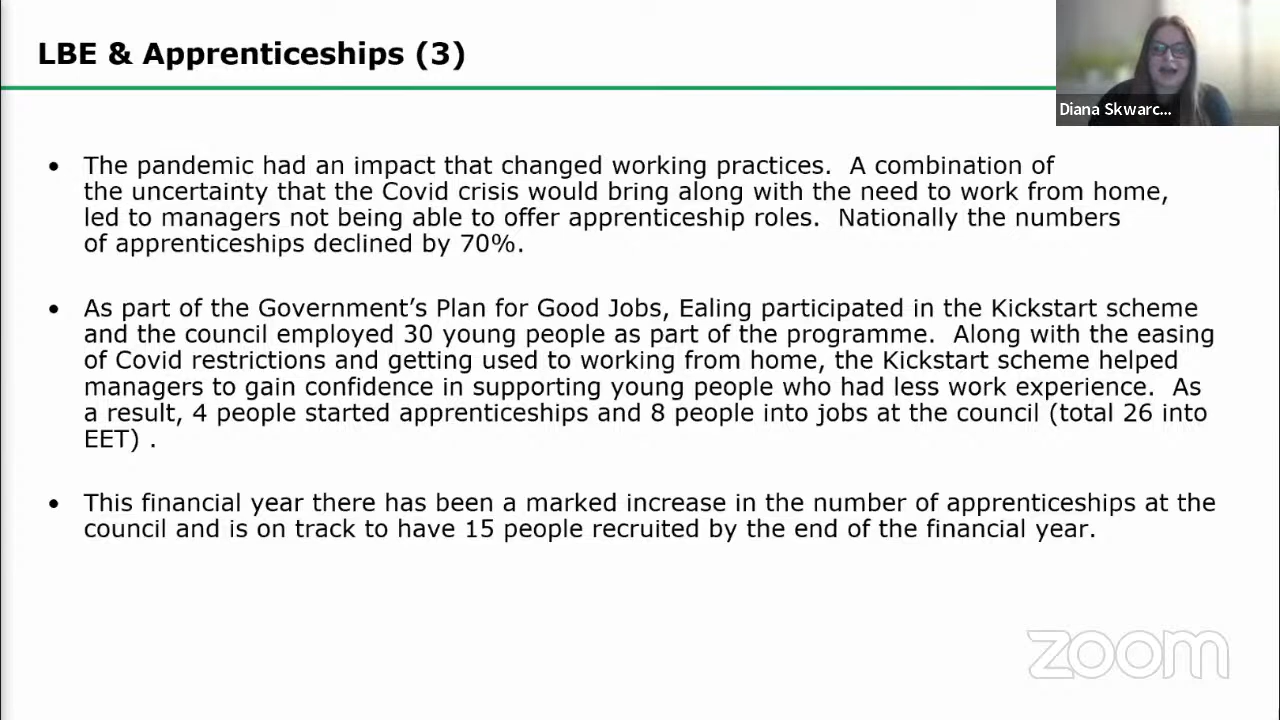 LBE & Apprenticeships (3)
Diana Skwarc...
• The pandemic had an impact that changed working practices.  A combination of
the uncertainty that the Covid crisis would bring along with the need to work from home,
led to managers not being able to offer apprenticeship roles.  Nationally the numbers
of apprenticeships declined by 70%.
• As part of the Government’s Plan for Good Jobs, Ealing participated in the Kickstart scheme
and the council employed 30 young people as part of the programme.  Along with the easing
of Covid restrictions and getting used to working from home, the Kickstart scheme helped
managers to gain confidence in supporting young people who had less work experience.  As
a result, 4 people started apprenticeships and 8 people into jobs at the council (total 26 into
EET) .
• This financial year there has been a marked increase in the number of apprenticeships at the
council and is on track to have 15 people recruited by the end of the financial year.
zoom